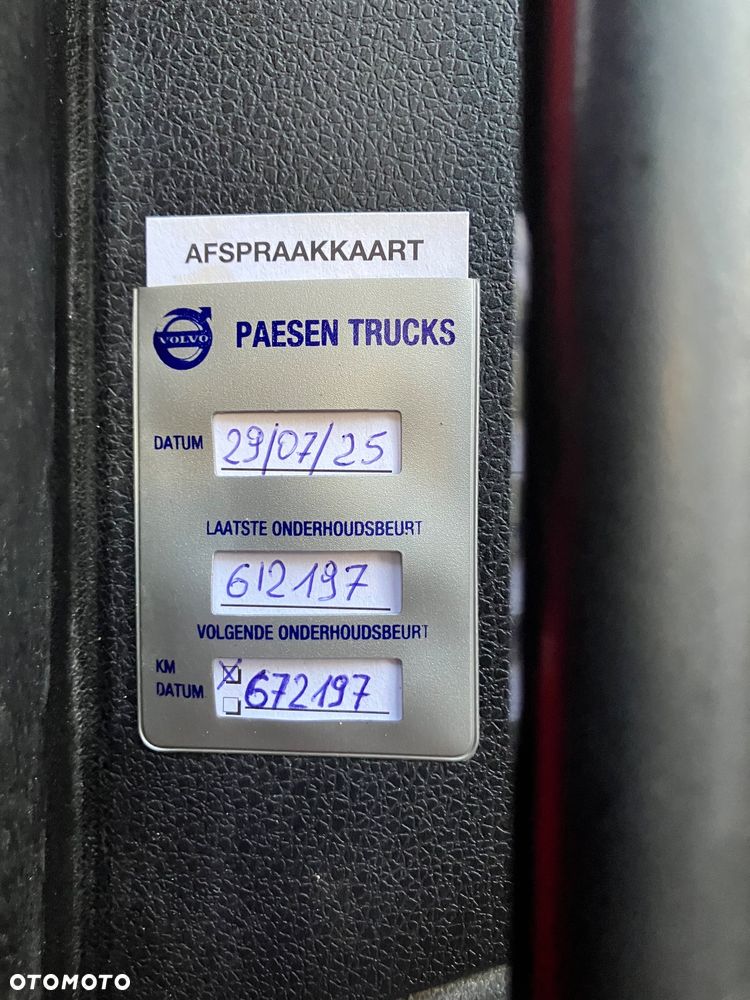 AFSPRAAKKAART
VOLVO PAESEN TRUCKS
DATUM 29/07/25
LAATSTE ONDERHOUDSBEURT
612197
VOLGENDE ONDERHOUDSBEURT
KM
DATUM 672197
OTOMOTO